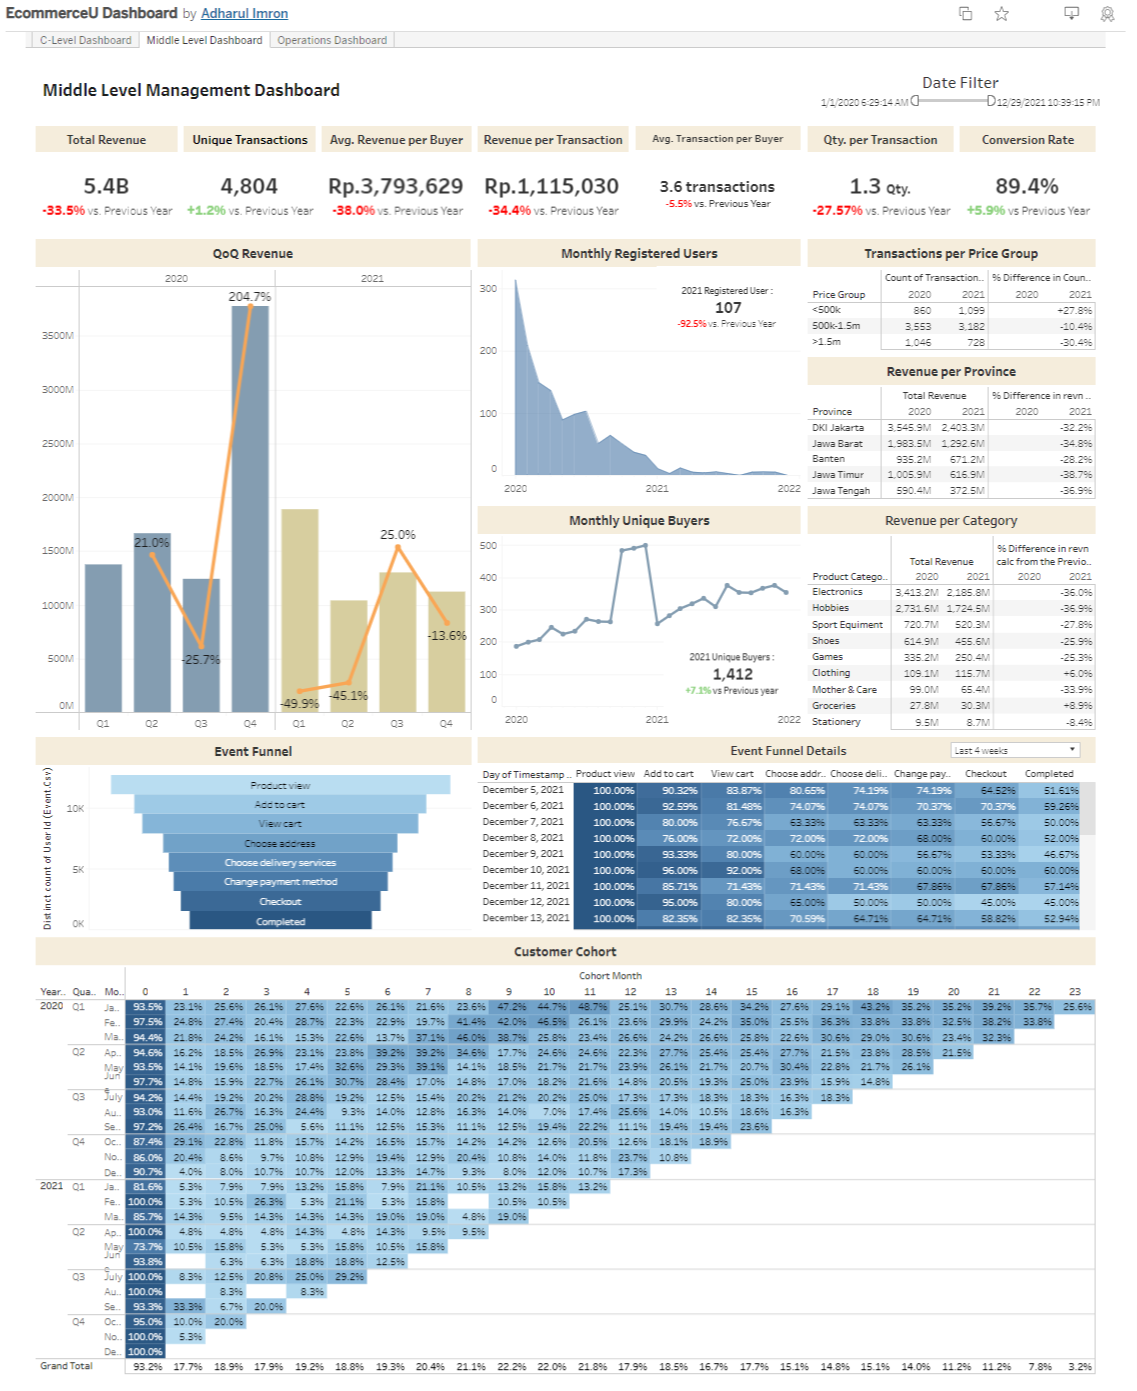 EcommerceU Dashboard by Adharul Imron
C-Level Dashboard Middle Level Dashboard Operations Dashboard
Middle Level Management Dashboard
Date Filter
1/1/2020 6:29:14 AM 12/29/2021 10:39:15 PM
Total Revenue Unique Transactions Avg. Revenue per Buyer Revenue per Transaction Avg. Transaction per Buyer Qty. per Transaction Conversion Rate
5.4B 4,804 Rp.3,793,629 Rp.1,115,030 3.6 transactions 1.3 Qty. 89.4%
-33.5% vs. Previous Year +1.2% vs. Previous Year -38.0% vs. Previous Year -34.4% vs. Previous Year -5.5% vs. Previous Year -27.57% vs. Previous Year +5.9% vs Previous Year
QoQ Revenue
2020 2021
204.7%
3500M
3000M
2500M
2000M
1500M
1000M
500M
0M
21.0%
-25.7%
-49.9%
-45.1%
25.0%
-13.6%
Q1 Q2 Q3 Q4 Q1 Q2 Q3 Q4
Monthly Registered Users
300
200
100
0
2021 Registered User :
107
-92.5% vs. Previous Year
2020 2021 2022
Monthly Unique Buyers
500
400
300
200
100
0
2021 Unique Buyers :
1,412
+7.1% vs Previous year
2020 2021 2022
Transactions per Price Group
Count of Transaction.. % Difference in Coun..
Price Group 2020 2021 2020 2021
<500k 860 1,099 +27.8%
500k-1.5m 3,553 3,182 -10.4%
>1.5m 1,046 728 -30.4%
Revenue per Province
Total Revenue % Difference in revn ..
Province 2020 2021 2020 2021
DKI Jakarta 3,545.9M 2,403.3M -32.2%
Jawa Barat 1,983.5M 1,292.6M -34.8%
Banten 935.2M 671.2M -28.2%
Jawa Timur 1,005.9M 616.9M -38.7%
Jawa Tengah 590.4M 372.5M -36.9%
Revenue per Category
% Difference in revn
Total Revenue calc from the Previo..
Product Catego.. 2020 2021 2020 2021
Electronics 3,413.2M 2,185.8M -36.0%
Hobbies 2,731.6M 1,724.5M -36.9%
Sport Equiment 720.7M 520.3M -27.8%
Shoes 614.9M 455.6M -25.9%
Games 335.2M 250.4M -25.3%
Clothing 109.1M 115.7M +6.0%
Mother & Care 99.0M 65.4M -33.9%
Groceries 27.8M 30.3M +8.9%
Stationery 9.5M 8.7M -8.4%
Event Funnel
Distinct count of User Id (Event.Csv)
10K
5K
0K
Product view
Add to cart
View cart
Choose address
Choose delivery services
Change payment method
Checkout
Completed
Event Funnel Details Last 4 weeks
Day of Timestamp .. Product view Add to cart View cart Choose addr.. Choose deli.. Change pay.. Checkout Completed
December 5, 2021 100.00% 90.32% 83.87% 80.65% 74.19% 74.19% 64.52% 51.61%
December 6, 2021 100.00% 92.59% 81.48% 74.07% 74.07% 70.37% 70.37% 59.26%
December 7, 2021 100.00% 80.00% 76.67% 63.33% 63.33% 63.33% 56.67% 50.00%
December 8, 2021 100.00% 76.00% 72.00% 72.00% 72.00% 68.00% 60.00% 52.00%
December 9, 2021 100.00% 93.33% 80.00% 60.00% 60.00% 56.67% 53.33% 46.67%
December 10, 2021 100.00% 96.00% 92.00% 68.00% 60.00% 60.00% 60.00% 60.00%
December 11, 2021 100.00% 85.71% 71.43% 71.43% 71.43% 67.86% 67.86% 57.14%
December 12, 2021 100.00% 95.00% 80.00% 65.00% 50.00% 50.00% 45.00% 45.00%
December 13, 2021 100.00% 82.35% 82.35% 70.59% 64.71% 64.71% 58.82% 52.94%
Customer Cohort
Cohort Month
Year.. Qua.. Mo.. 0 1 2 3 4 5 6 7 8 9 10 11 12 13 14 15 16 17 18 19 20 21 22 23
2020 Q1 Ja.. 93.5% 23.1% 25.6% 26.1% 27.6% 22.6% 26.1% 21.6% 23.6% 47.2% 44.7% 48.7% 25.1% 30.7% 28.6% 34.2% 27.6% 29.1% 43.2% 35.2% 35.2% 39.2% 35.7% 25.6%
Fe.. 97.5% 24.8% 27.4% 20.4% 28.7% 22.3% 22.9% 19.7% 41.4% 42.0% 46.5% 26.1% 23.6% 29.9% 24.2% 35.0% 25.5% 36.3% 33.8% 33.8% 32.5% 38.2% 33.8%
Ma.. 94.4% 21.8% 24.2% 16.1% 15.3% 22.6% 13.7% 37.1% 46.0% 38.7% 25.8% 23.4% 26.6% 24.2% 26.6% 25.8% 22.6% 30.6% 29.0% 30.6% 23.4% 32.3%
Q2 Ap.. 94.6% 16.2% 18.5% 26.9% 23.1% 23.8% 39.2% 39.2% 34.6% 17.7% 24.6% 24.6% 22.3% 27.7% 25.4% 25.4% 27.7% 21.5% 23.8% 28.5% 21.5%
May 93.5% 14.1% 19.6% 18.5% 17.4% 32.6% 29.3% 39.1% 14.1% 18.5% 21.7% 21.7% 23.9% 26.1% 21.7% 20.7% 30.4% 22.8% 21.7% 26.1%
June 97.7% 14.8% 15.9% 22.7% 26.1% 30.7% 28.4% 17.0% 14.8% 17.0% 18.2% 21.6% 14.8% 20.5% 19.3% 25.0% 23.9% 15.9% 14.8%
Q3 July 94.2% 14.4% 19.2% 20.2% 28.8% 19.2% 12.5% 15.4% 20.2% 21.2% 20.2% 25.0% 17.3% 17.3% 18.3% 18.3% 16.3% 18.3%
Au.. 93.0% 11.6% 26.7% 16.3% 24.4% 9.3% 14.0% 12.8% 16.3% 14.0% 7.0% 17.4% 25.6% 14.0% 10.5% 18.6% 16.3%
Se.. 97.2% 26.4% 16.7% 25.0% 5.6% 11.1% 12.5% 15.3% 11.1% 12.5% 19.4% 22.2% 11.1% 19.4% 19.4% 23.6%
Q4 Oc.. 87.4% 29.1% 22.8% 11.8% 15.7% 14.2% 16.5% 15.7% 14.2% 14.2% 12.6% 20.5% 12.6% 18.1% 18.9%
No.. 86.0% 20.4% 8.6% 9.7% 10.8% 12.9% 19.4% 12.9% 20.4% 10.8% 14.0% 11.8% 23.7% 10.8%
De.. 90.7% 4.0% 8.0% 10.7% 10.7% 12.0% 13.3% 14.7% 9.3% 8.0% 12.0% 10.7% 17.3%
2021 Q1 Ja.. 81.6% 5.3% 7.9% 7.9% 13.2% 15.8% 7.9% 21.1% 10.5% 13.2% 15.8% 13.2%
Fe.. 100.0% 5.3% 10.5% 26.3% 5.3% 21.1% 5.3% 15.8% 10.5% 10.5%
Ma.. 85.7% 14.3% 9.5% 14.3% 14.3% 14.3% 19.0% 19.0% 4.8% 19.0%
Q2 Ap.. 100.0% 4.8% 4.8% 4.8% 14.3% 4.8% 14.3% 9.5% 9.5%
May 73.7% 10.5% 15.8% 5.3% 5.3% 15.8% 10.5% 15.8%
June 93.8% 6.3% 6.3% 18.8% 18.8% 12.5%
Q3 July 100.0% 8.3% 12.5% 20.8% 25.0% 29.2%
Au.. 100.0% 8.3% 8.3%
Se.. 93.3% 33.3% 6.7% 20.0%
Q4 Oc.. 95.0% 10.0% 20.0%
No.. 100.0% 5.3%
De.. 100.0%
Grand Total 93.2% 17.7% 18.9% 17.9% 19.2% 18.8% 19.3% 20.4% 21.1% 22.2% 22.0% 21.8% 17.9% 18.5% 16.7% 17.7% 15.1% 14.8% 15.1% 14.0% 11.2% 11.2% 7.8% 3.2%